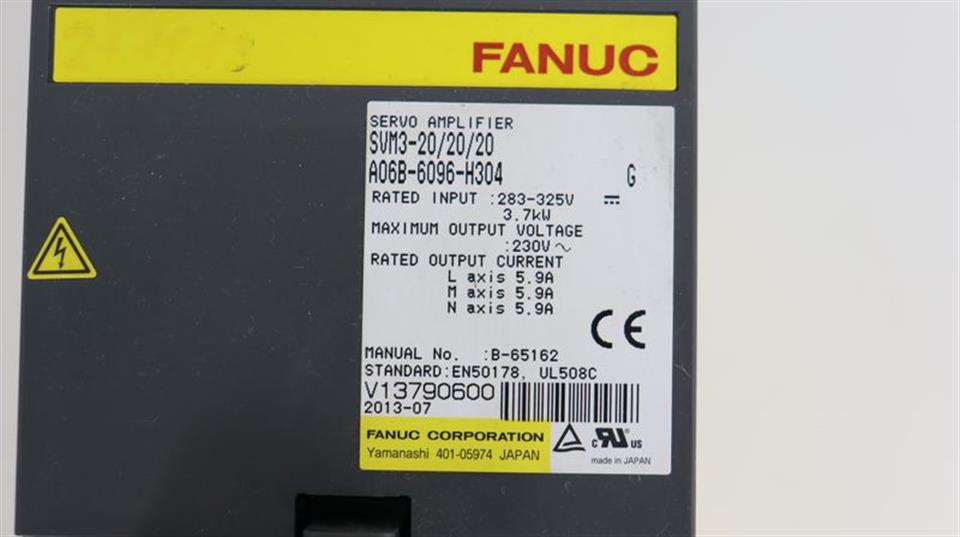 FANUC
SERVO AMPLIFIER
SVM3-20/20/20
A06B-6096-H304 G
RATED INPUT :283-325V ⎓
3.7kW
MAXIMUM OUTPUT VOLTAGE
:230V ~
RATED OUTPUT CURRENT
L axis 5.9A
M axis 5.9A
N axis 5.9A
CE
MANUAL No. :B-65162
STANDARD:EN50178, UL508C
V13790600
2013-07
FANUC CORPORATION
Yamanashi 401-05974 JAPAN
c RU us
made in JAPAN